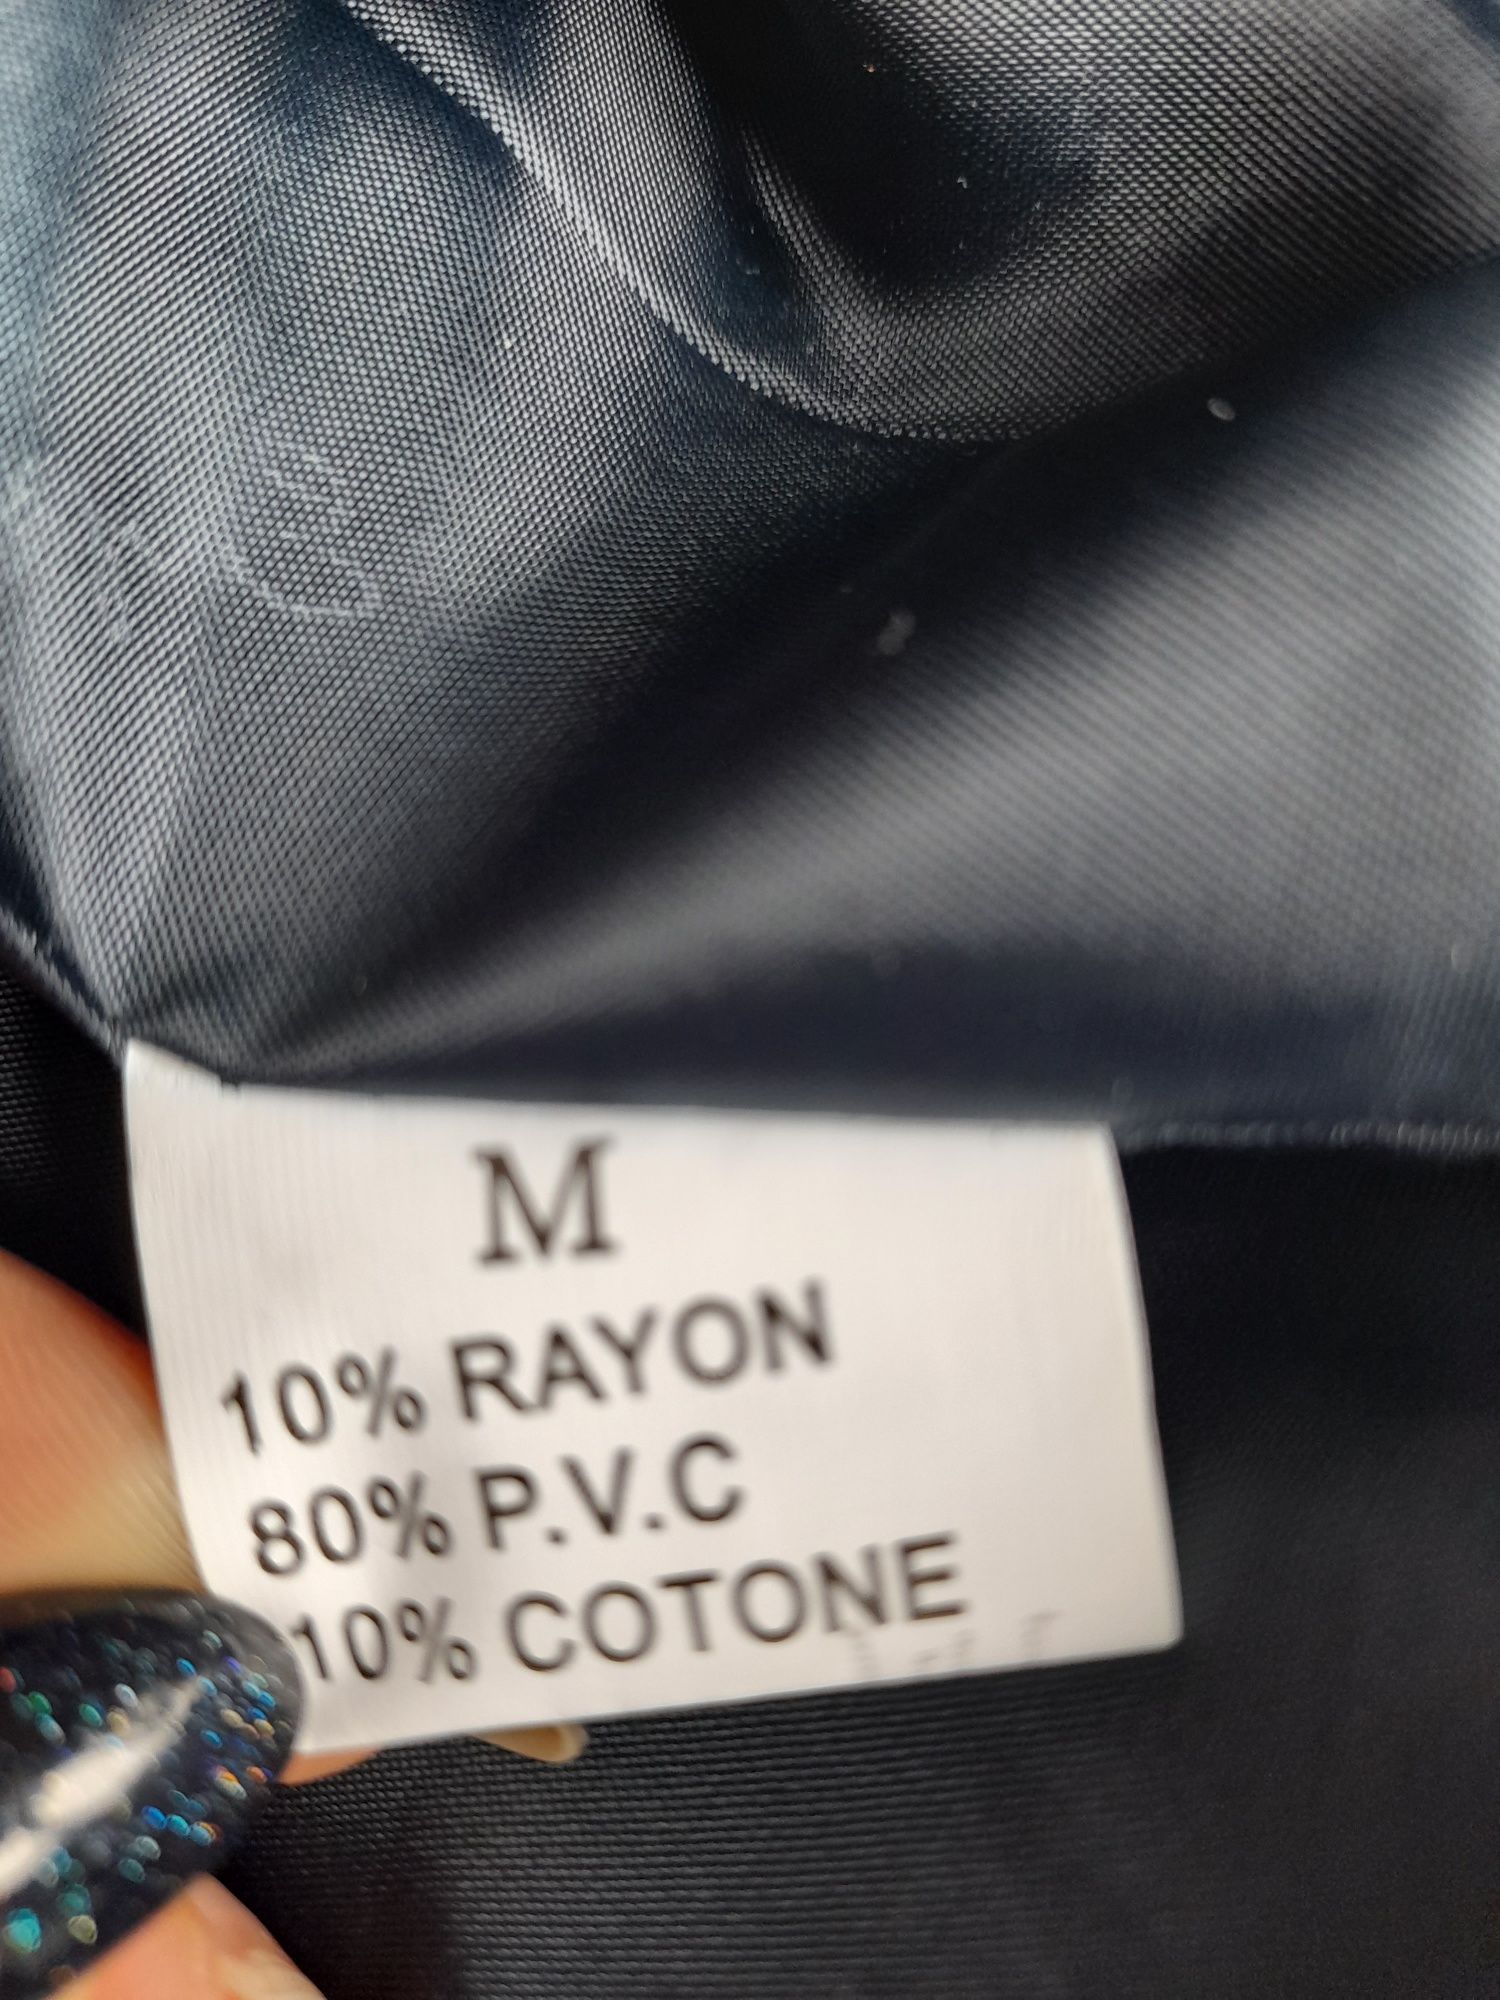 M
10% RAYON
80% P.V.C
10% COTONE